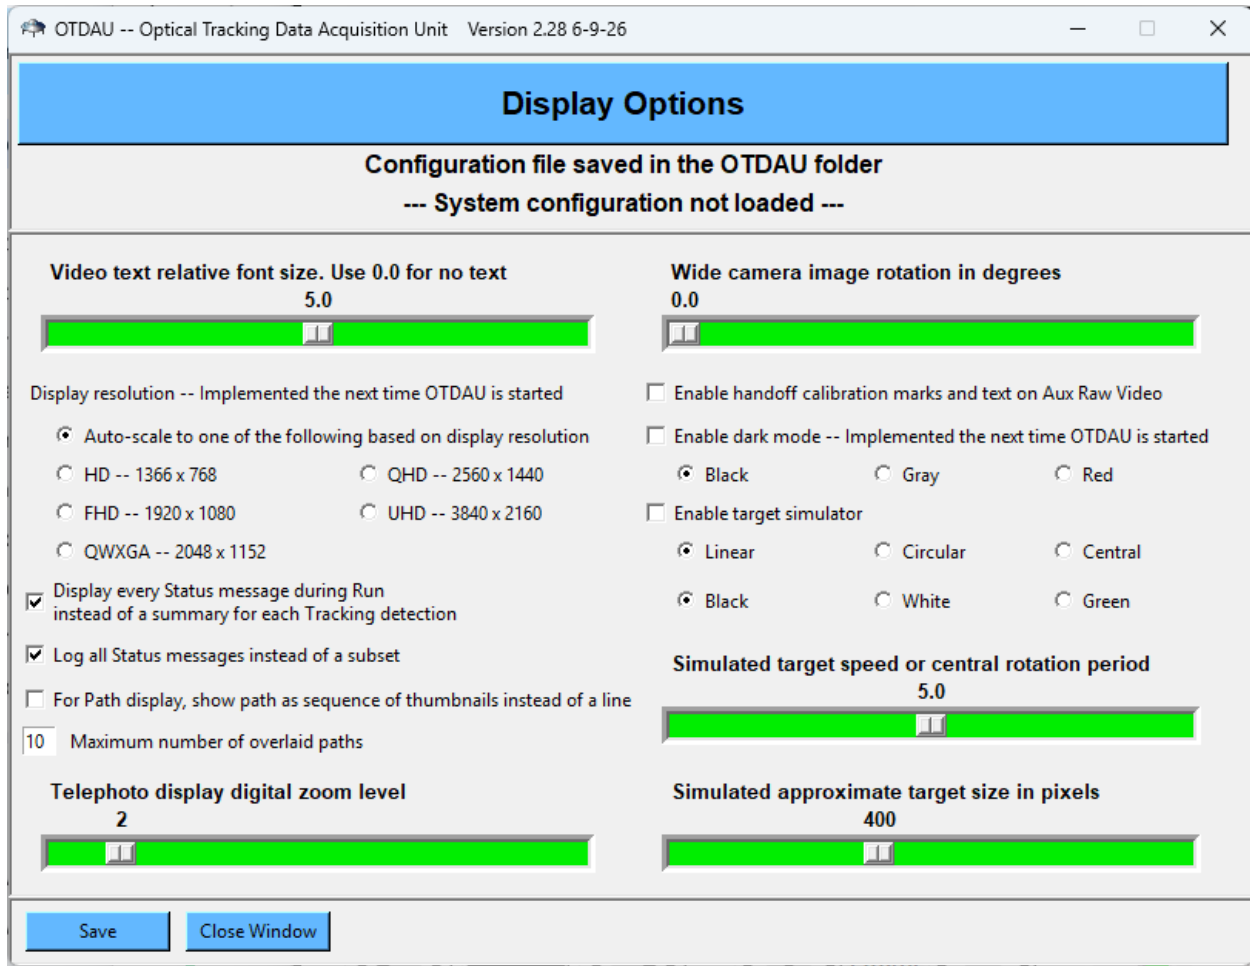 OTDAU -- Optical Tracking Data Acquisition Unit Version 2.28 6-9-26
Display Options
Configuration file saved in the OTDAU folder
--- System configuration not loaded ---
Video text relative font size. Use 0.0 for no text
5.0
Display resolution -- Implemented the next time OTDAU is started
Auto-scale to one of the following based on display resolution
HD -- 1366 x 768
QHD -- 2560 x 1440
FHD -- 1920 x 1080
UHD -- 3840 x 2160
QWXGA -- 2048 x 1152
Display every Status message during Run
instead of a summary for each Tracking detection
Log all Status messages instead of a subset
For Path display, show path as sequence of thumbnails instead of a line
10 Maximum number of overlaid paths
Telephoto display digital zoom level
2
Wide camera image rotation in degrees
0.0
Enable handoff calibration marks and text on Aux Raw Video
Enable dark mode -- Implemented the next time OTDAU is started
Black Gray Red
Enable target simulator
Linear Circular Central
Black White Green
Simulated target speed or central rotation period
5.0
Simulated approximate target size in pixels
400
Save
Close Window